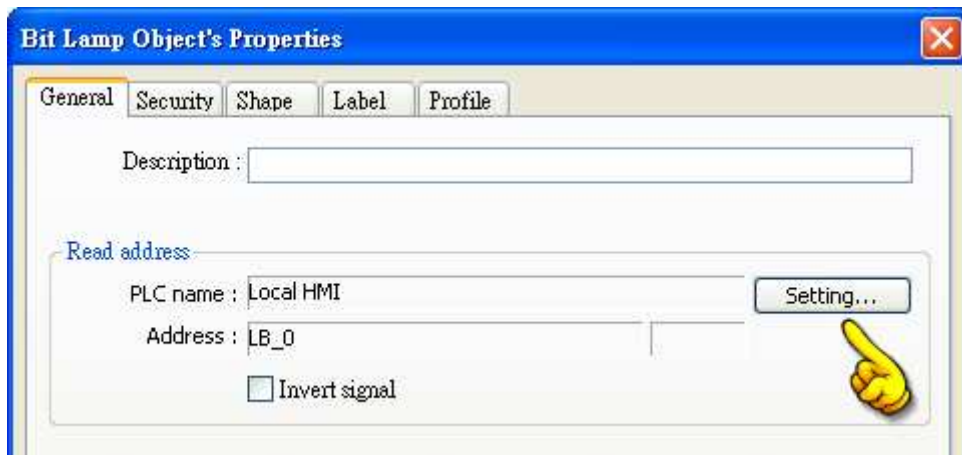 Bit Lamp Object's Properties
General Security Shape Label Profile
Description :
Read address
PLC name : Local HMI Setting...
Address : LB_0
Invert signal